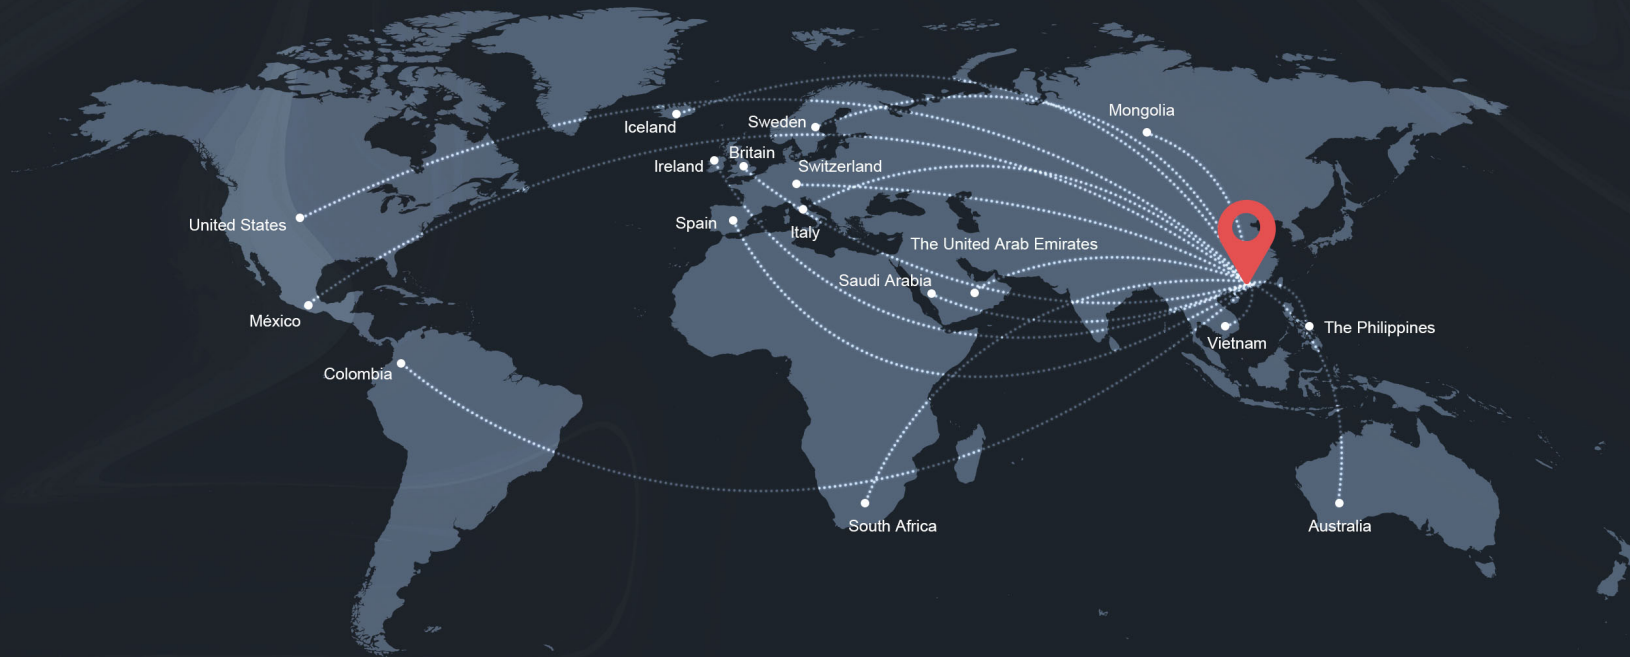 Mongolia
Iceland
Sweden
Ireland
Britain
Switzerland
United States
Spain
Italy
The United Arab Emirates
Saudi Arabia
México
The Philippines
Vietnam
Colombia
South Africa
Australia